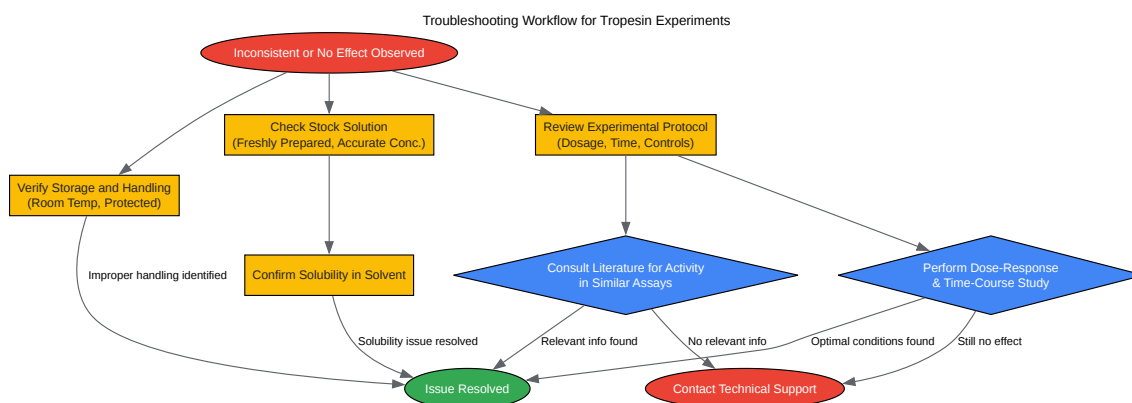 Troubleshooting Workflow for Tropesin Experiments
Inconsistent or No Effect Observed
Check Stock Solution
(Freshly Prepared, Accurate Conc.)
Review Experimental Protocol
(Dosage, Time, Controls)
Verify Storage and Handling
(Room Temp, Protected)
Improper handling identified
Confirm Solubility in Solvent
Consult Literature for Activity
in Similar Assays
Perform Dose-Response
& Time-Course Study
Solubility issue resolved
Relevant info found
No relevant info
Optimal conditions found
Still no effect
Issue Resolved
Contact Technical Support